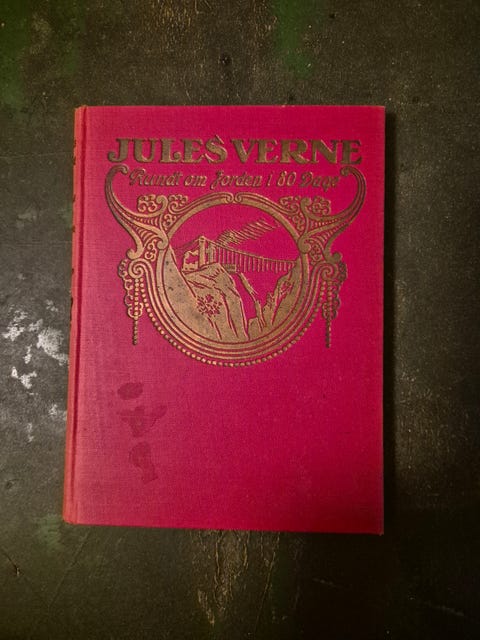 JULES VERNE
Rundt om Jorden i 80 Dage